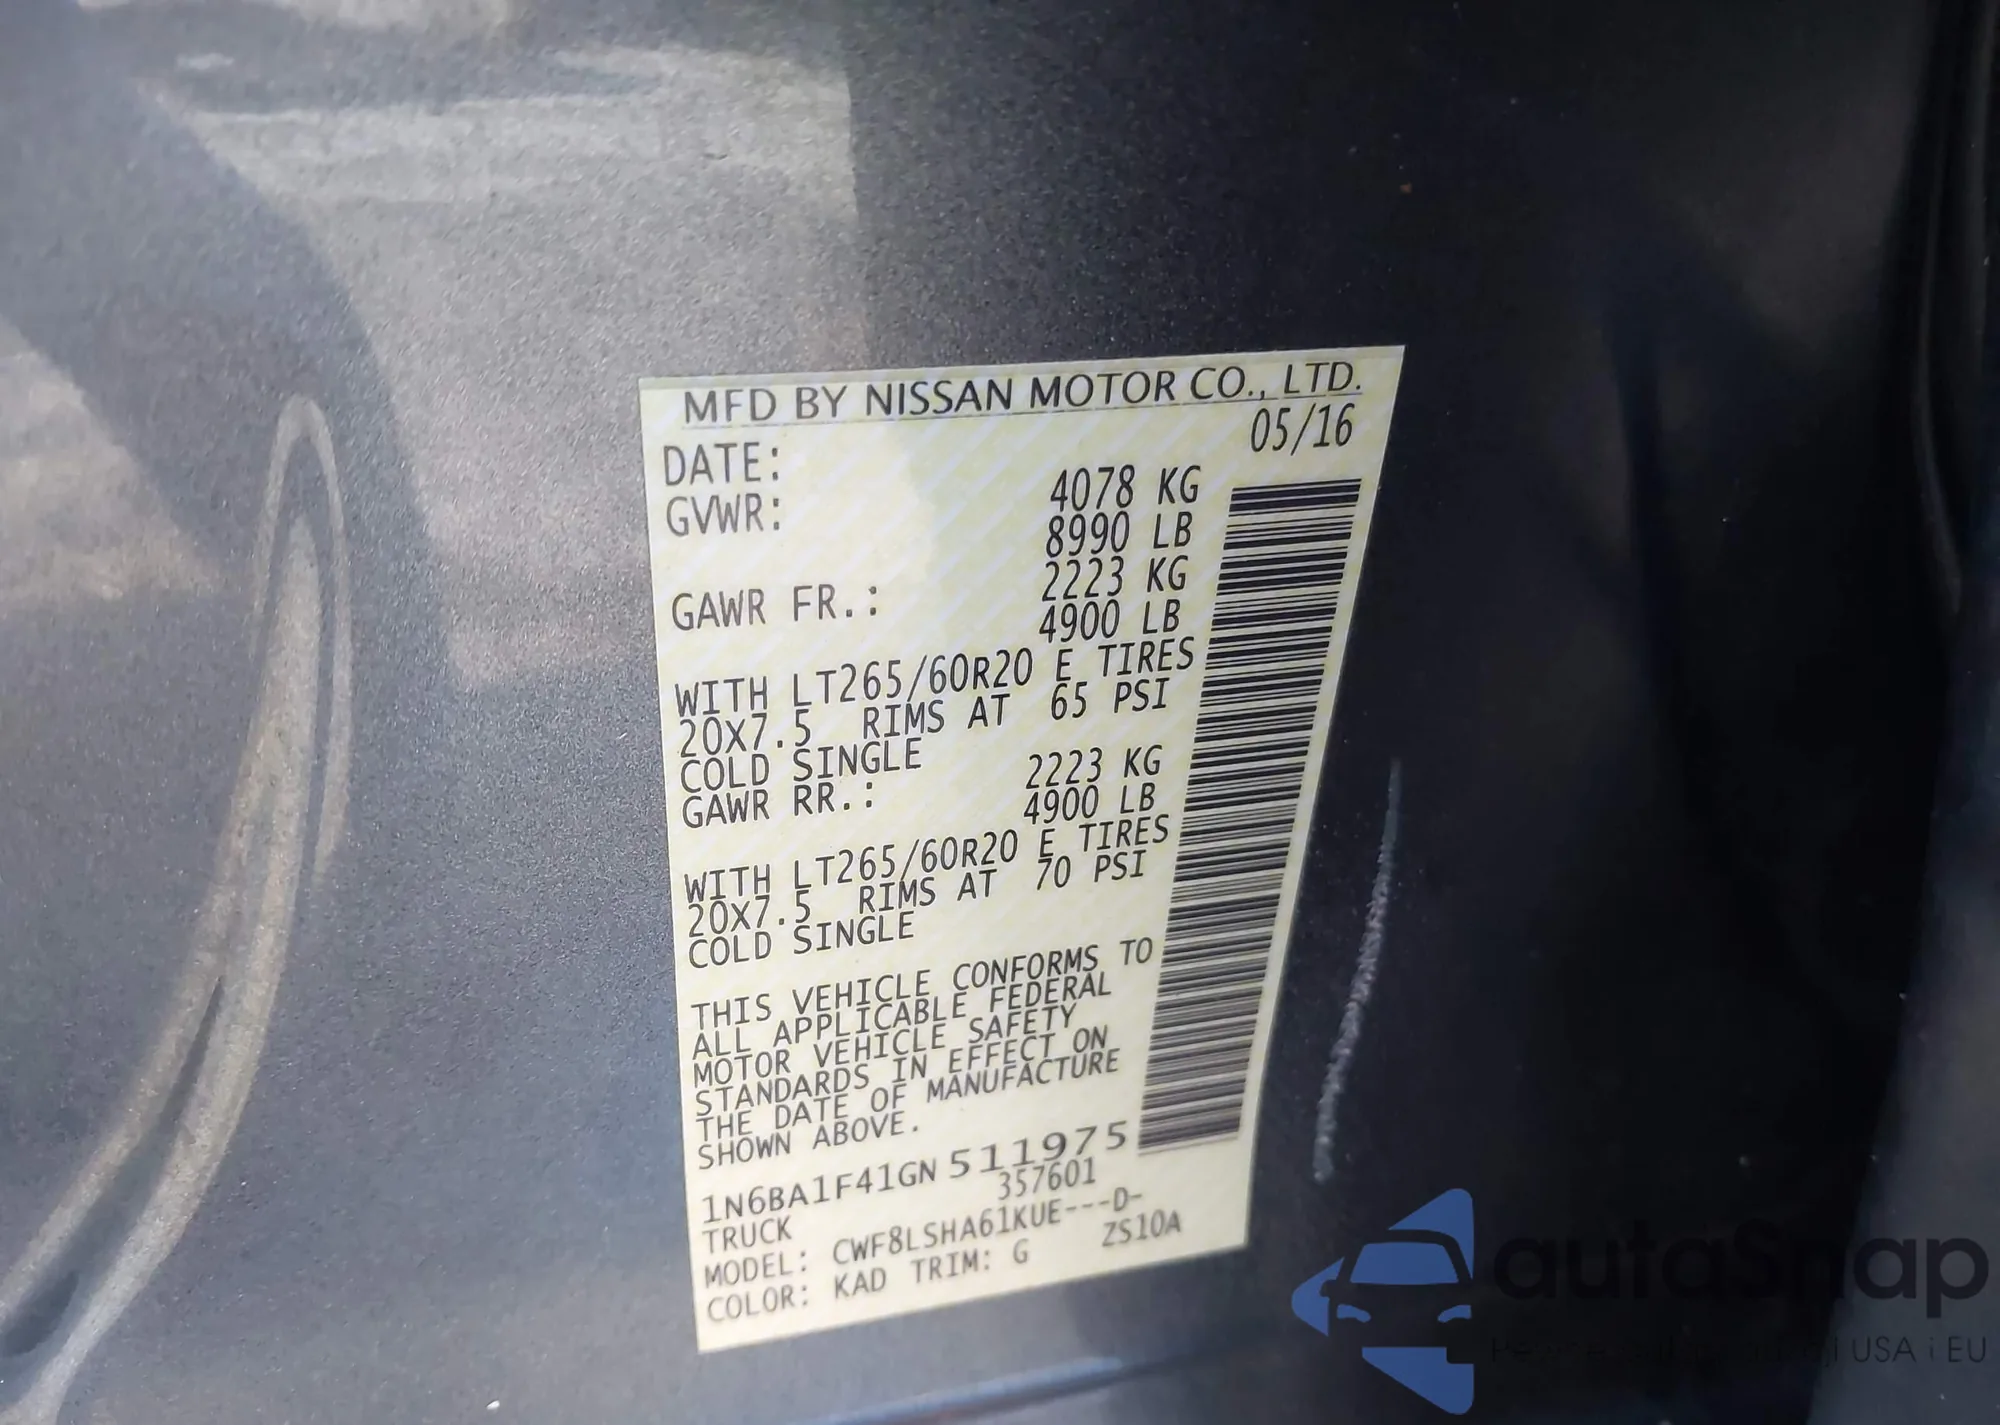 MFD BY NISSAN MOTOR CO., LTD.
DATE: 05/16
GVWR: 4078 KG
8990 LB
GAWR FR.: 2223 KG
4900 LB
WITH LT265/60R20 E TIRES
20X7.5 RIMS AT 65 PSI
COLD SINGLE
GAWR RR.: 2223 KG
4900 LB
WITH LT265/60R20 E TIRES
20X7.5 RIMS AT 70 PSI
COLD SINGLE
THIS VEHICLE CONFORMS TO
ALL APPLICABLE FEDERAL
MOTOR VEHICLE SAFETY
STANDARDS IN EFFECT ON
THE DATE OF MANUFACTURE
SHOWN ABOVE.
1N6BA1F41GN 511975
TRUCK 357601
MODEL: CWF8LSHA61KUE---D-
COLOR: KAD TRIM: G ZS10A
autoSnap
USA i EU